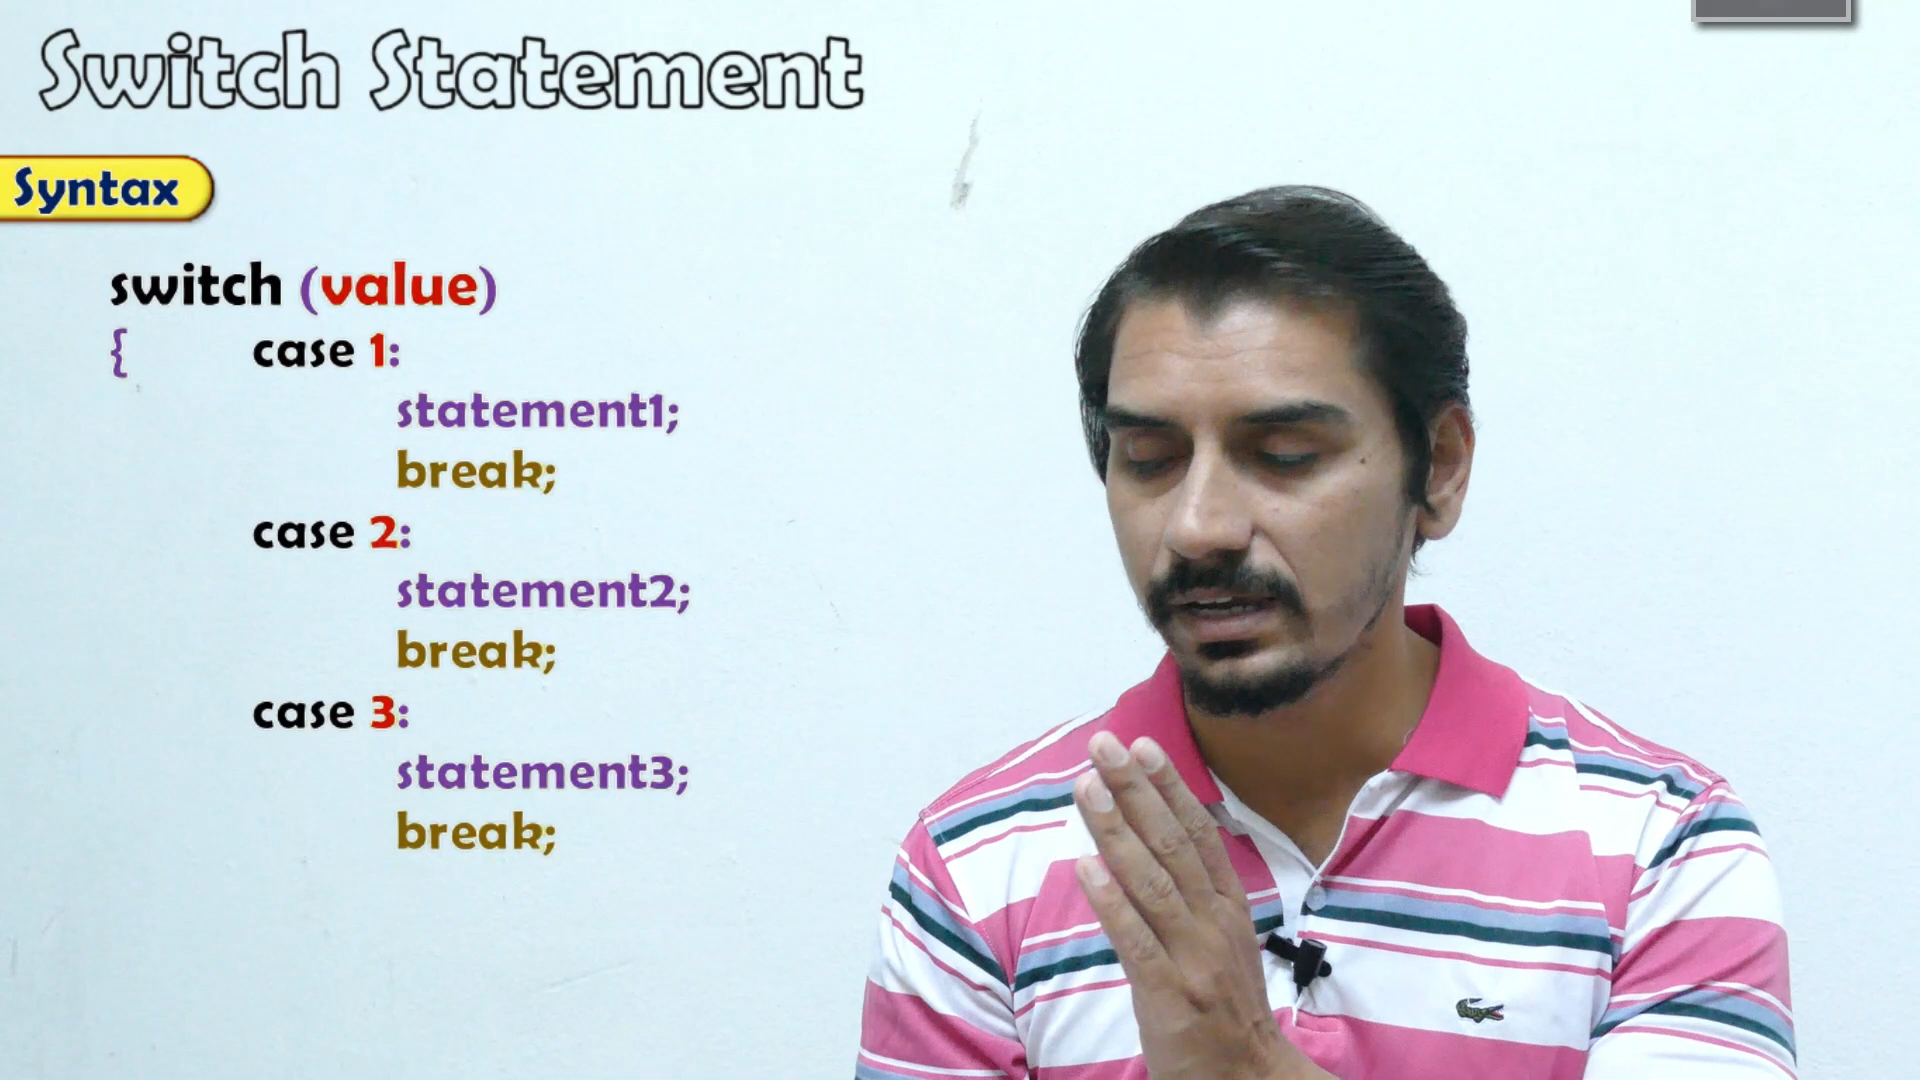 Switch Statement
Syntax
switch (value)
{ case 1:
statement1;
break;
case 2:
statement2;
break;
case 3:
statement3;
break;